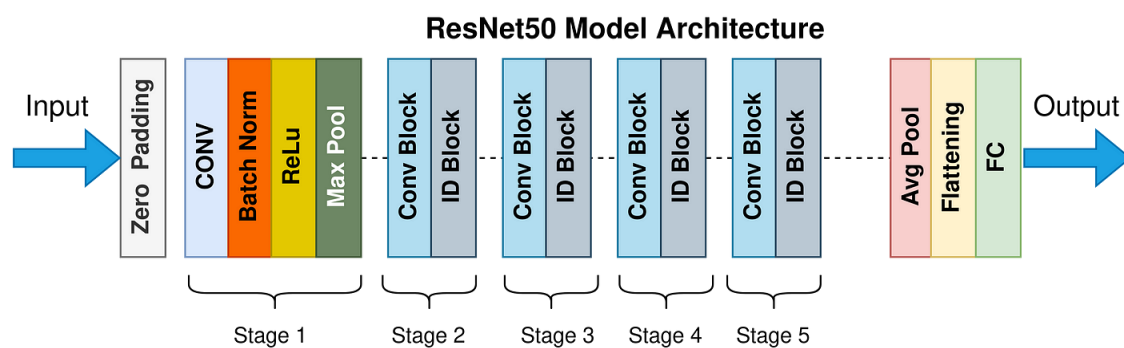 ResNet50 Model Architecture
Input
Zero Padding
CONV
Batch Norm
ReLu
Max Pool
Conv Block
ID Block
Conv Block
ID Block
Conv Block
ID Block
Conv Block
ID Block
Avg Pool
Flattening
FC
Output
Stage 1
Stage 2
Stage 3
Stage 4
Stage 5